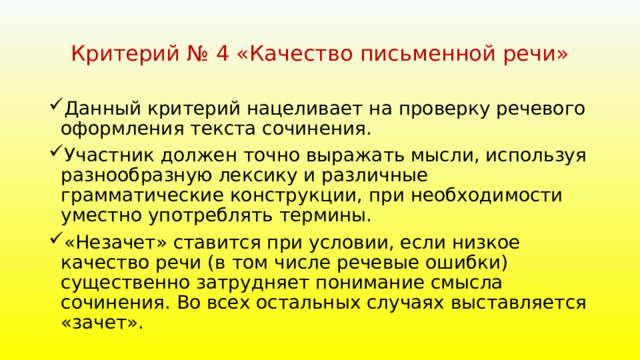 Критерий № 4 «Качество письменной речи»
Данный критерий нацеливает на проверку речевого
оформления текста сочинения.
Участник должен точно выражать мысли, используя
разнообразную лексику и различные
грамматические конструкции, при необходимости
уместно употреблять термины.
«Незачет» ставится при условии, если низкое
качество речи (в том числе речевые ошибки)
существенно затрудняет понимание смысла
сочинения. Во всех остальных случаях выставляется
«зачет».